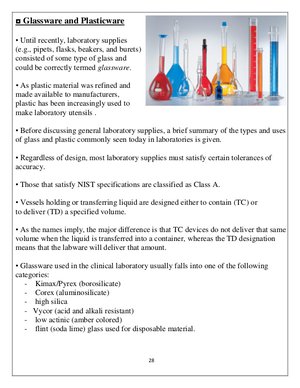 ¤ Glassware and Plasticware
• Until recently, laboratory supplies
(e.g., pipets, flasks, beakers, and burets)
consisted of some type of glass and
could be correctly termed glassware.
• As plastic material was refined and
made available to manufacturers,
plastic has been increasingly used to
make laboratory utensils .
• Before discussing general laboratory supplies, a brief summary of the types and uses
of glass and plastic commonly seen today in laboratories is given.
• Regardless of design, most laboratory supplies must satisfy certain tolerances of
accuracy.
• Those that satisfy NIST specifications are classified as Class A.
• Vessels holding or transferring liquid are designed either to contain (TC) or
to deliver (TD) a specified volume.
• As the names imply, the major difference is that TC devices do not deliver that same
volume when the liquid is transferred into a container, whereas the TD designation
means that the labware will deliver that amount.
• Glassware used in the clinical laboratory usually falls into one of the following
categories:
- Kimax/Pyrex (borosilicate)
- Corex (aluminosilicate)
- high silica
- Vycor (acid and alkali resistant)
- low actinic (amber colored)
- flint (soda lime) glass used for disposable material.
28